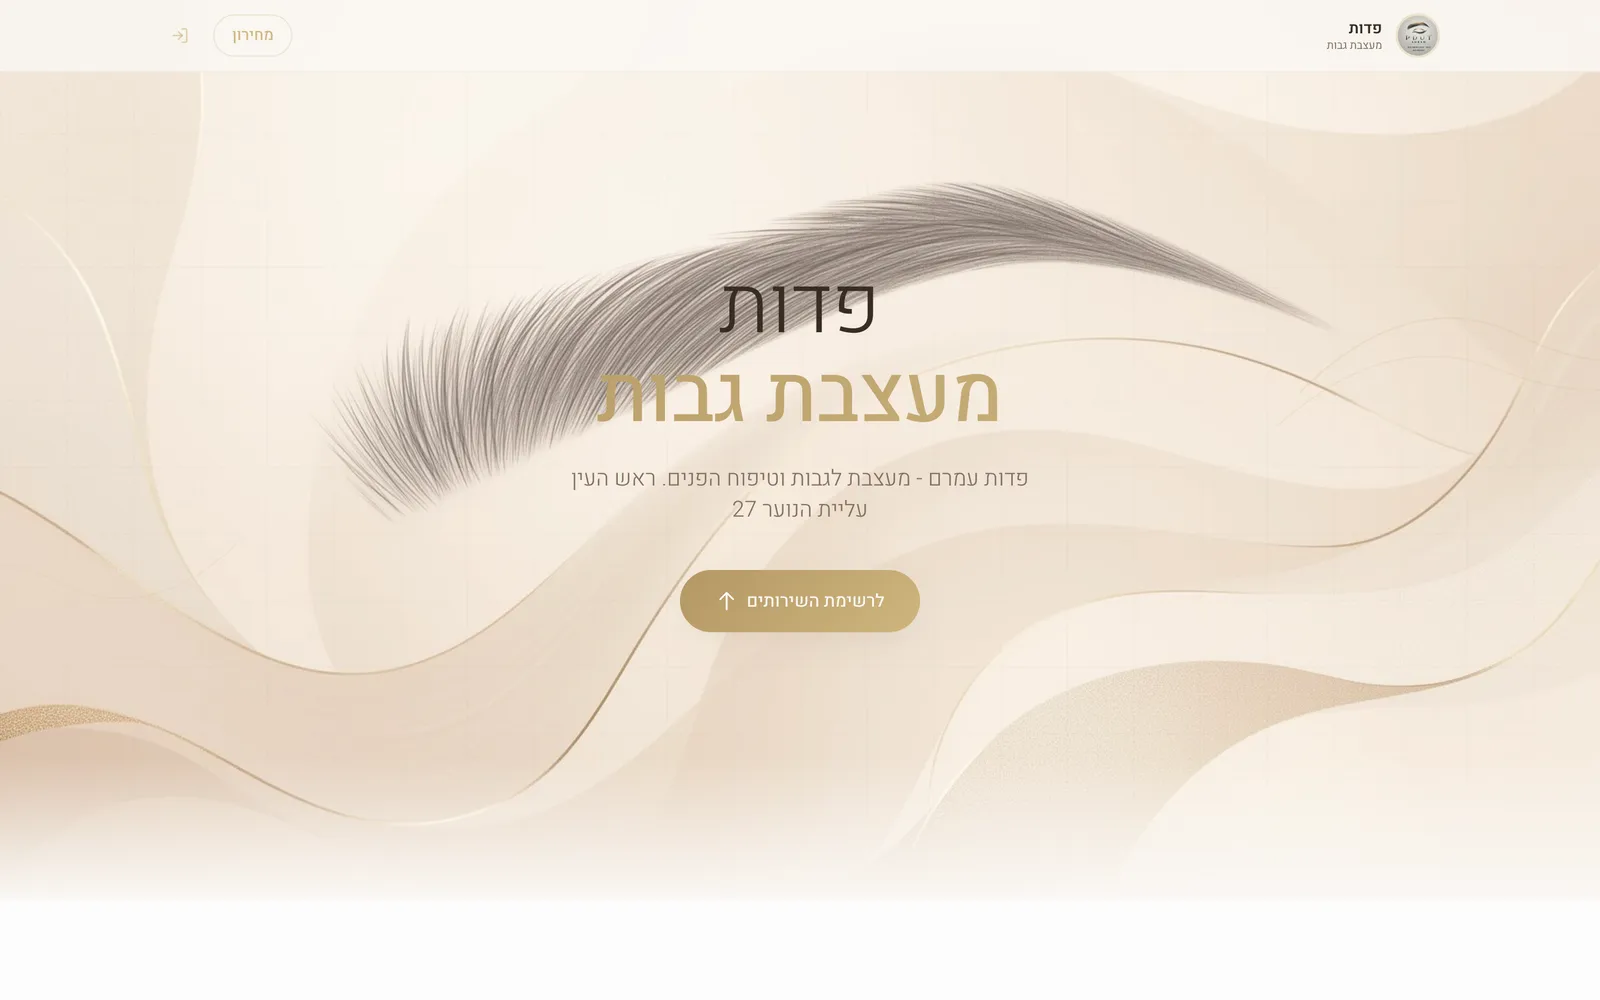 פדות
מעצבת גבות
מחירון
פדות
מעצבת גבות
פדות עמרם - מעצבת לגבות וטיפוח הפנים. ראש העין
עליית הנוער 27
לרשימת השירותים